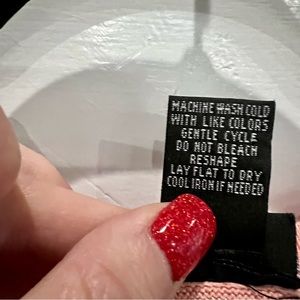 MACHINE WASH COLD
WITH LIKE COLORS
GENTLE CYCLE
DO NOT BLEACH
RESHAPE
LAY FLAT TO DRY
COOL IRON IF NEEDED